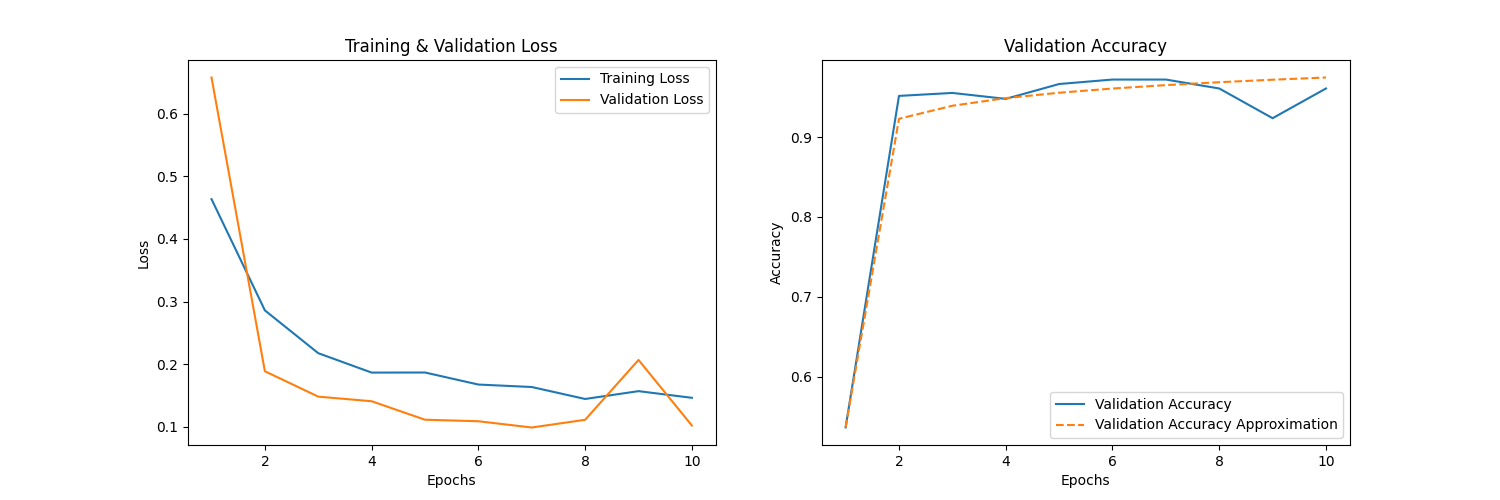 Training & Validation Loss
Training Loss
Validation Loss
0.6
0.5
0.4
0.3
0.2
0.1
Loss
2
4
6
8
10
Epochs
Validation Accuracy
0.9
0.8
0.7
0.6
Accuracy
Validation Accuracy
Validation Accuracy Approximation
2
4
6
8
10
Epochs